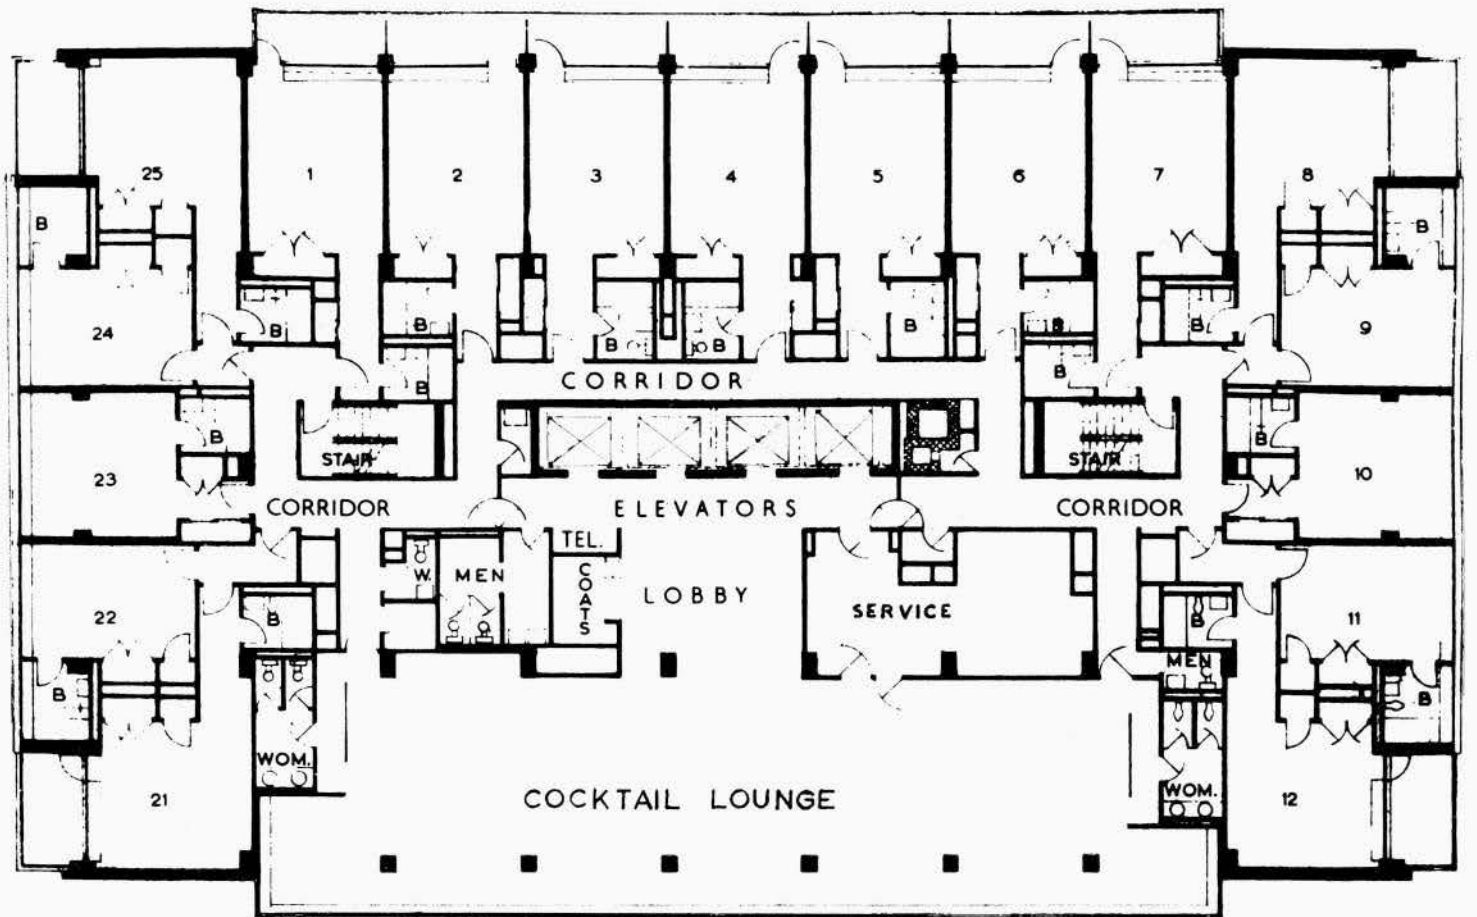 25 1 2 3 4 5 6 7 8
B B
24 B B B B B B B 9
B B
CORRIDOR
B B
STAIR STAIR
23 10
CORRIDOR ELEVATORS CORRIDOR
TEL.
W. MEN COATS LOBBY SERVICE
22 B B 11
MEN
B B
WOM. WOM.
21 COCKTAIL LOUNGE 12